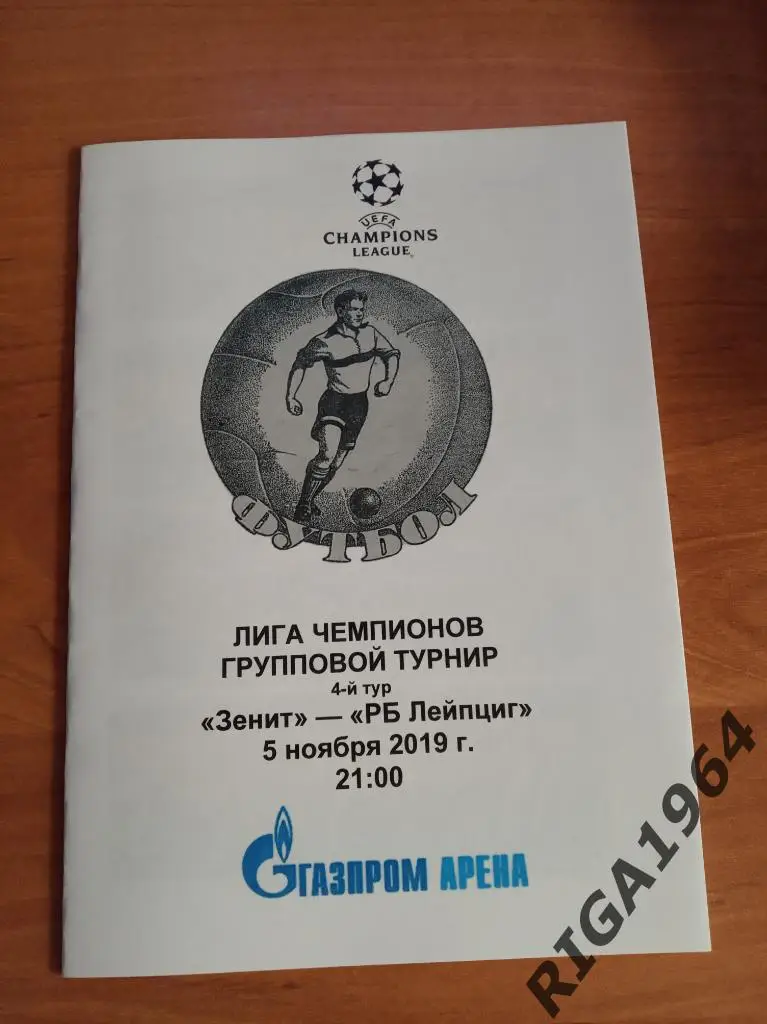 UEFA
CHAMPIONS
LEAGUE
ФУТБОЛ
ЛИГА ЧЕМПИОНОВ
ГРУППОВОЙ ТУРНИР
4-й тур
«Зенит» — «РБ Лейпциг»
5 ноября 2019 г.
21:00
ГАЗПРОМ АРЕНА
RIGA1964